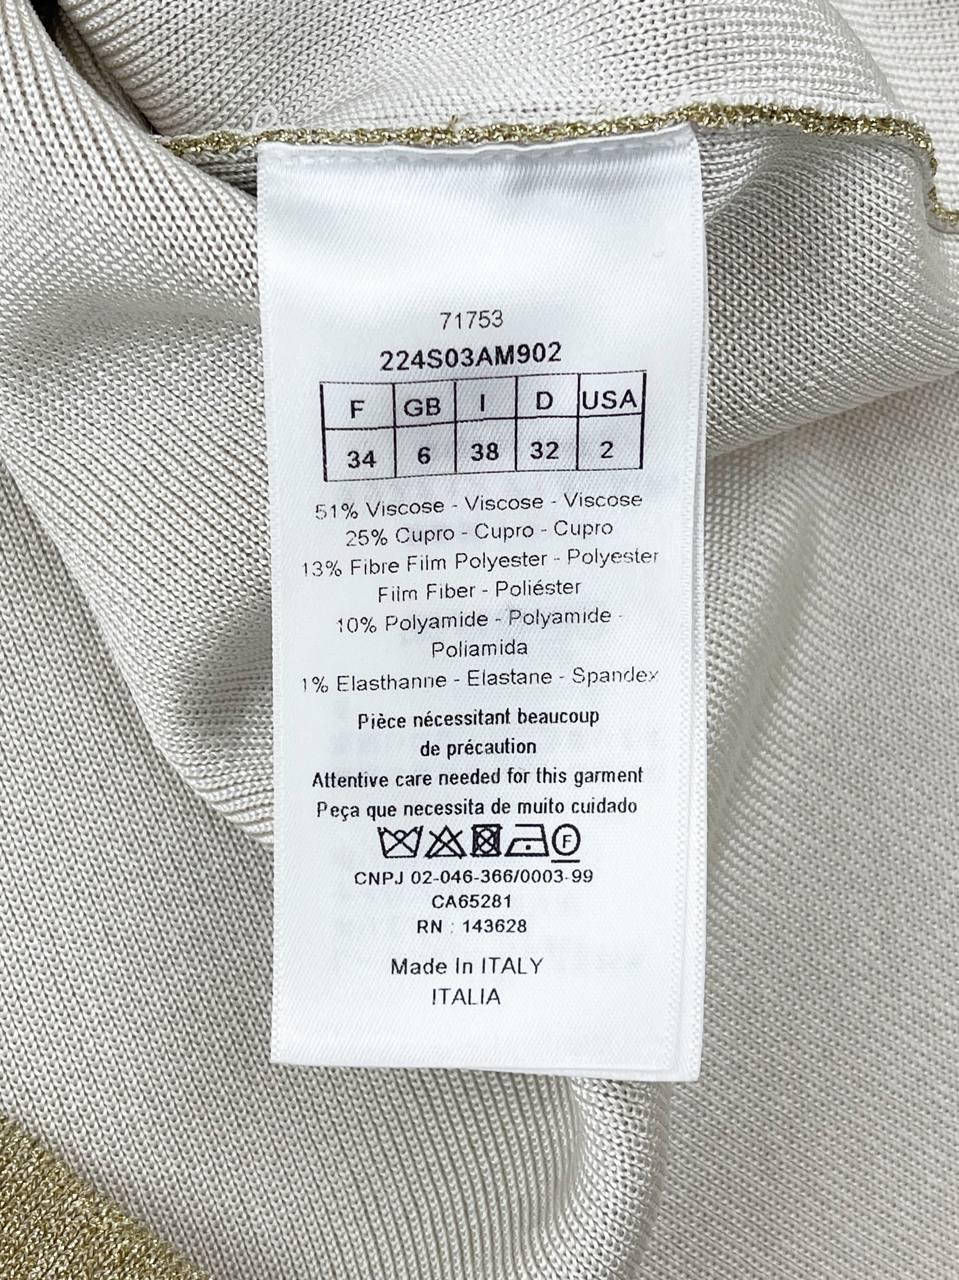 71753
224S03AM902
F GB I D USA
34 6 38 32 2
51% Viscose - Viscose - Viscose
25% Cupro - Cupro - Cupro
13% Fibre Film Polyester - Polyester
Film Fiber - Poliéster
10% Polyamide - Polyamide -
Poliamida
1% Elasthanne - Elastane - Spandex
Pièce nécessitant beaucoup
de précaution
Attentive care needed for this garment
Peça que necessita de muito cuidado
F
CNPJ 02-046-366/0003-99
CA65281
RN : 143628
Made In ITALY
ITALIA